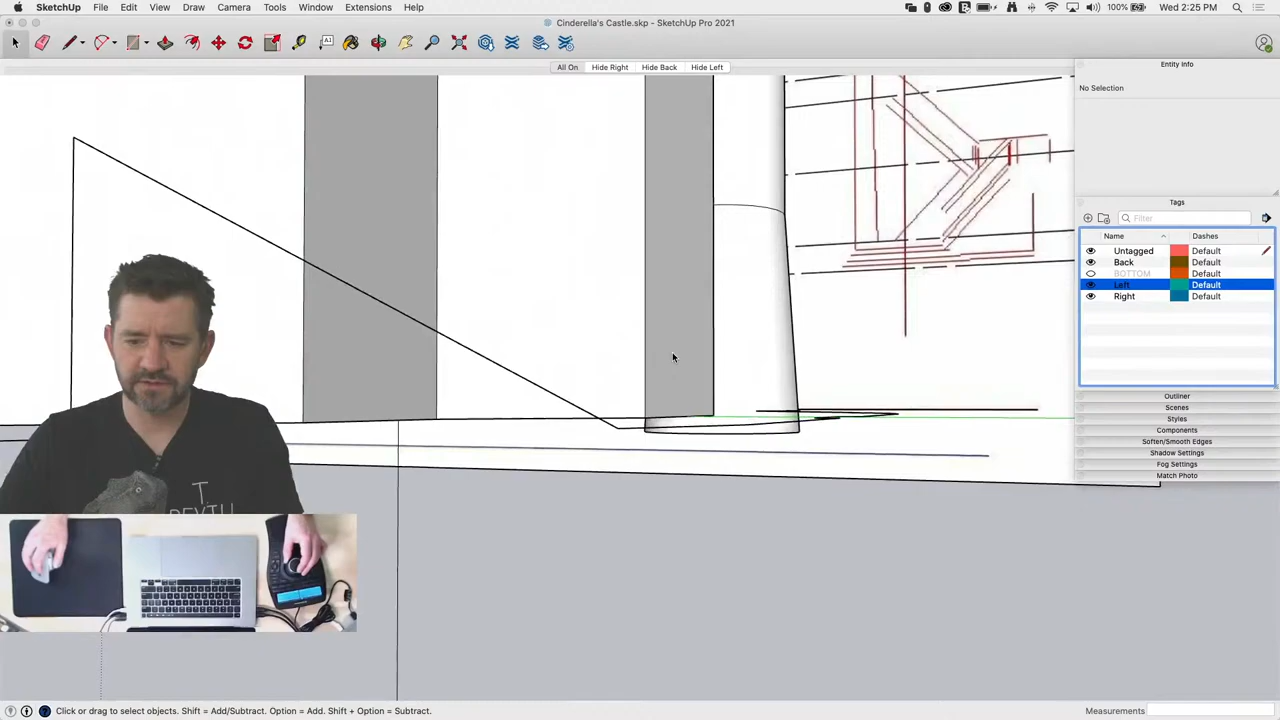 SketchUp File Edit View Draw Camera Tools Window Extensions Help
100% Wed 2:25 PM
Cinderella's Castle.skp - SketchUp Pro 2021
A1
All On Hide Right Hide Back Hide Left
Entity Info
No Selection
Tags
Filter
Name Dashes
Untagged Default
Back Default
BOTTOM Default
Left Default
Right Default
Outliner
Scenes
Styles
Components
Soften/Smooth Edges
Shadow Settings
Fog Settings
Match Photo
Click or drag to select objects. Shift = Add/Subtract. Option = Add. Shift + Option = Subtract.
Measurements